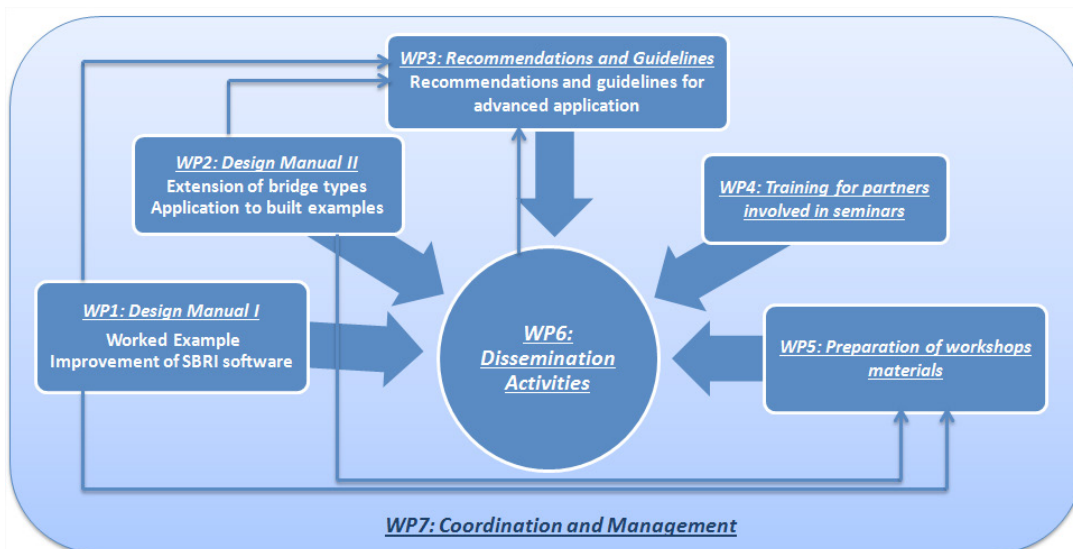 WP3: Recommendations and Guidelines
Recommendations and guidelines for
advanced application
WP2: Design Manual II
Extension of bridge types
Application to built examples
WP4: Training for partners
involved in seminars
WP1: Design Manual I
Worked Example
Improvement of SBRI software
WP6:
Dissemination
Activities
WP5: Preparation of workshops
materials
WP7: Coordination and Management